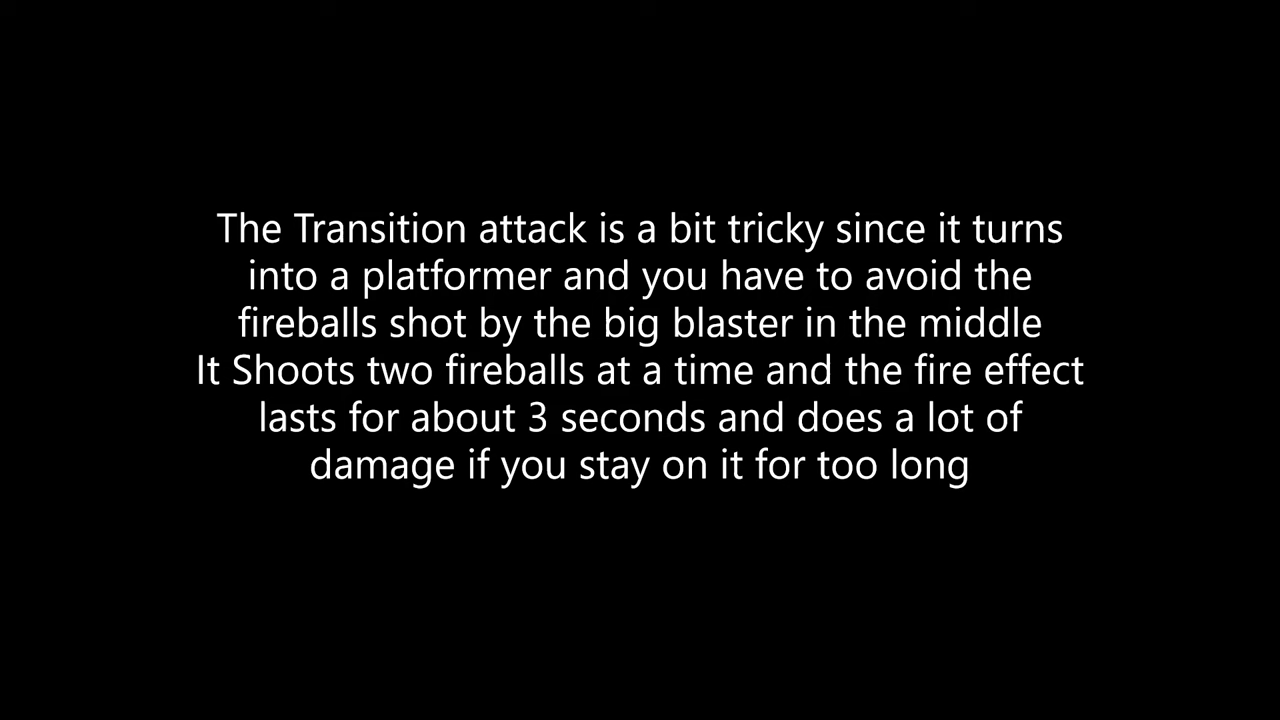 The Transition attack is a bit tricky since it turns
into a platformer and you have to avoid the
fireballs shot by the big blaster in the middle
It Shoots two fireballs at a time and the fire effect
lasts for about 3 seconds and does a lot of
damage if you stay on it for too long